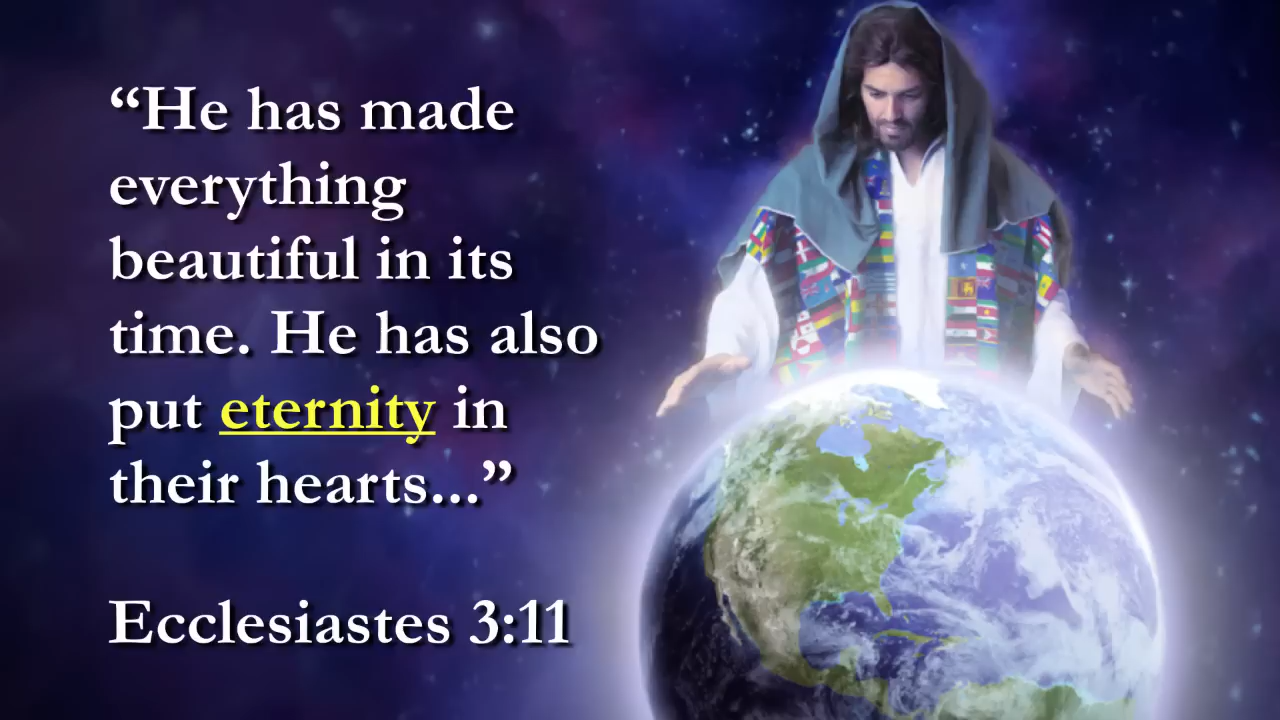 “He has made
everything
beautiful in its
time. He has also
put eternity in
their hearts...”
Ecclesiastes 3:11